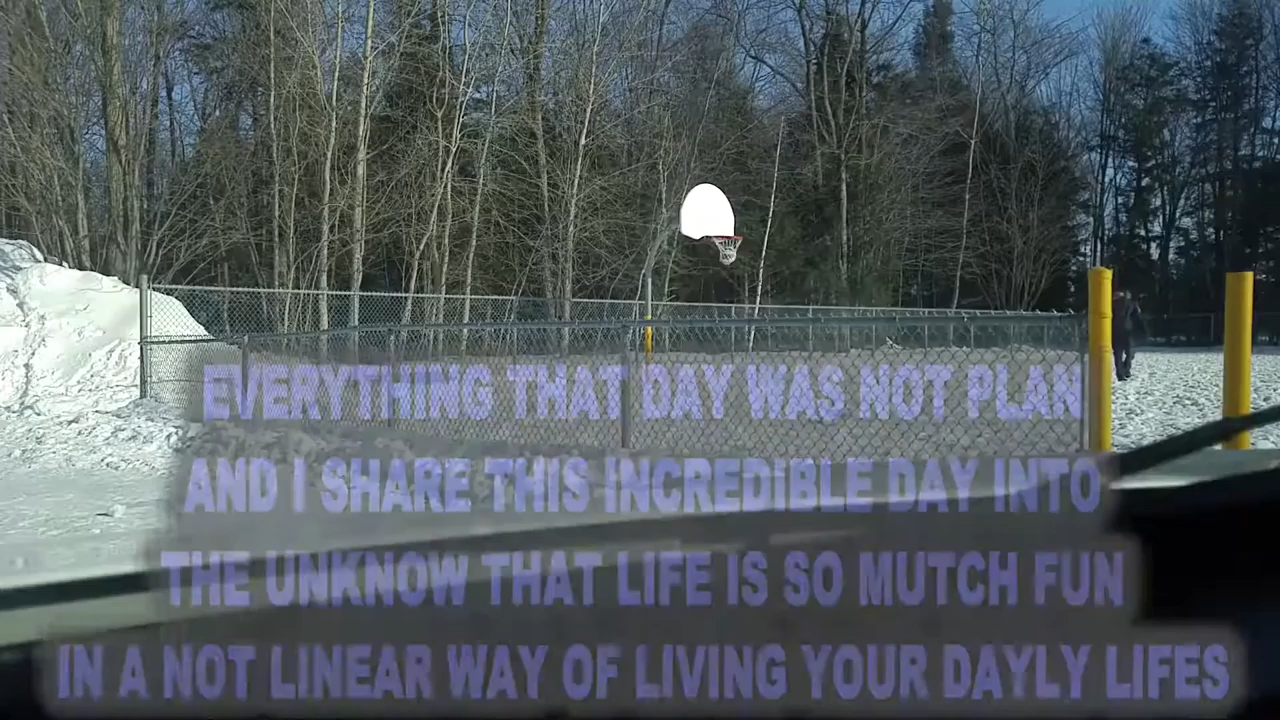 EVERYTHING THAT DAY WAS NOT PLAN
AND I SHARE THIS INCREDIBLE DAY INTO
THE UNKNOW THAT LIFE IS SO MUTCH FUN
IN A NOT LINEAR WAY OF LIVING YOUR DAYLY LIFES